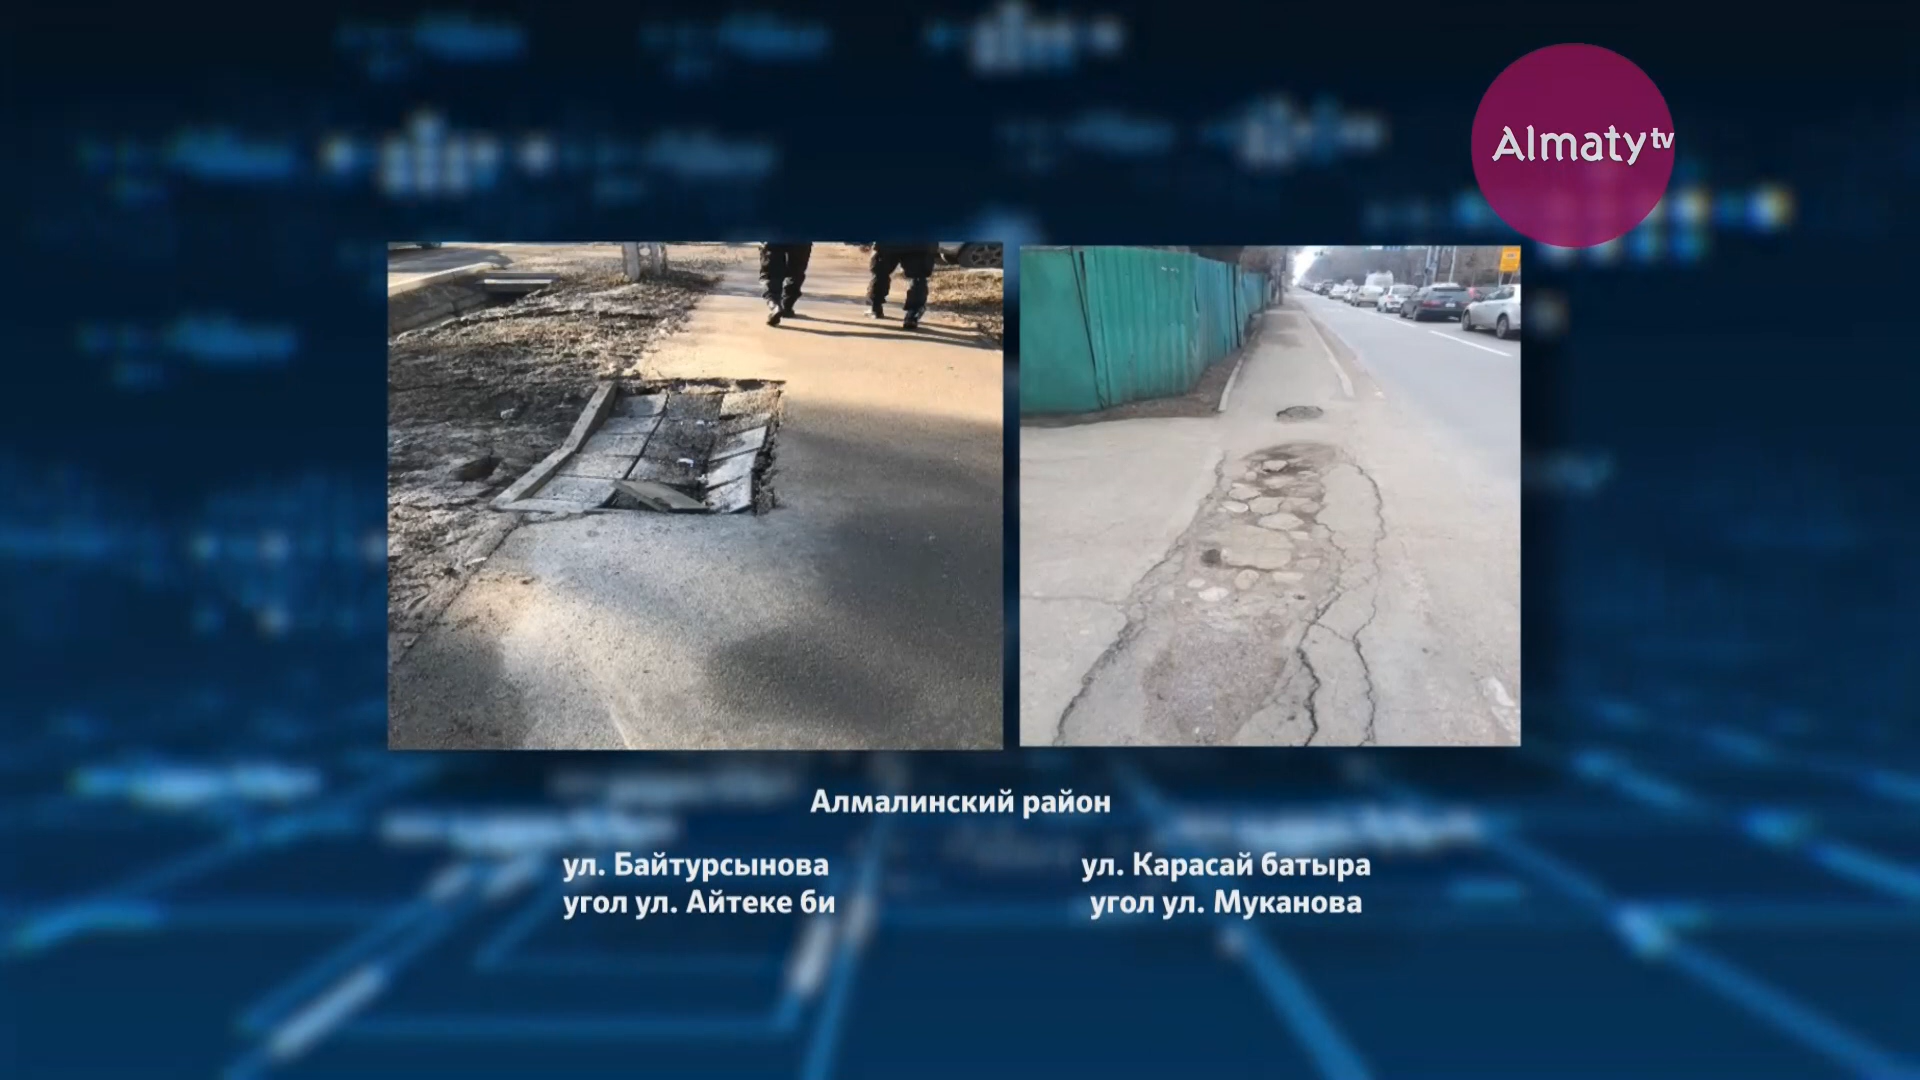 Almaty tv
Алмалинский район
ул. Байтурсынова
угол ул. Айтеке би
ул. Карасай батыра
угол ул. Муканова